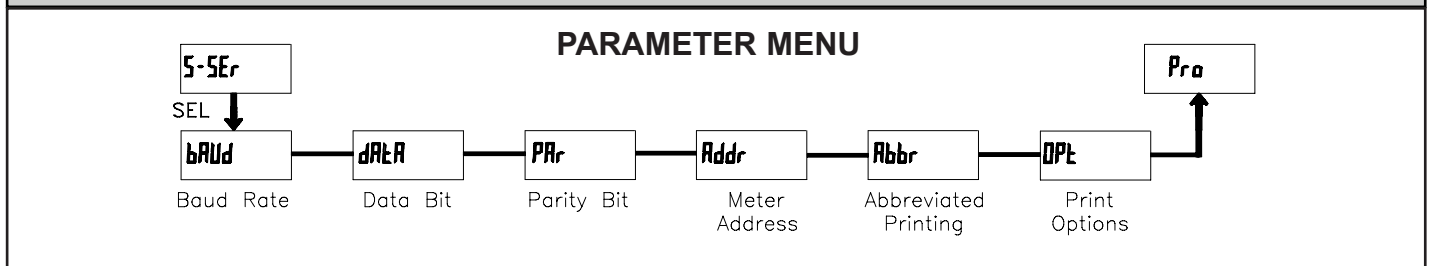 PARAMETER MENU
5-SEr
Pro
SEL
bAUd
dAtA
PAr
Addr
Abbr
OPt
Baud Rate
Data Bit
Parity Bit
Meter
Address
Abbreviated
Printing
Print
Options